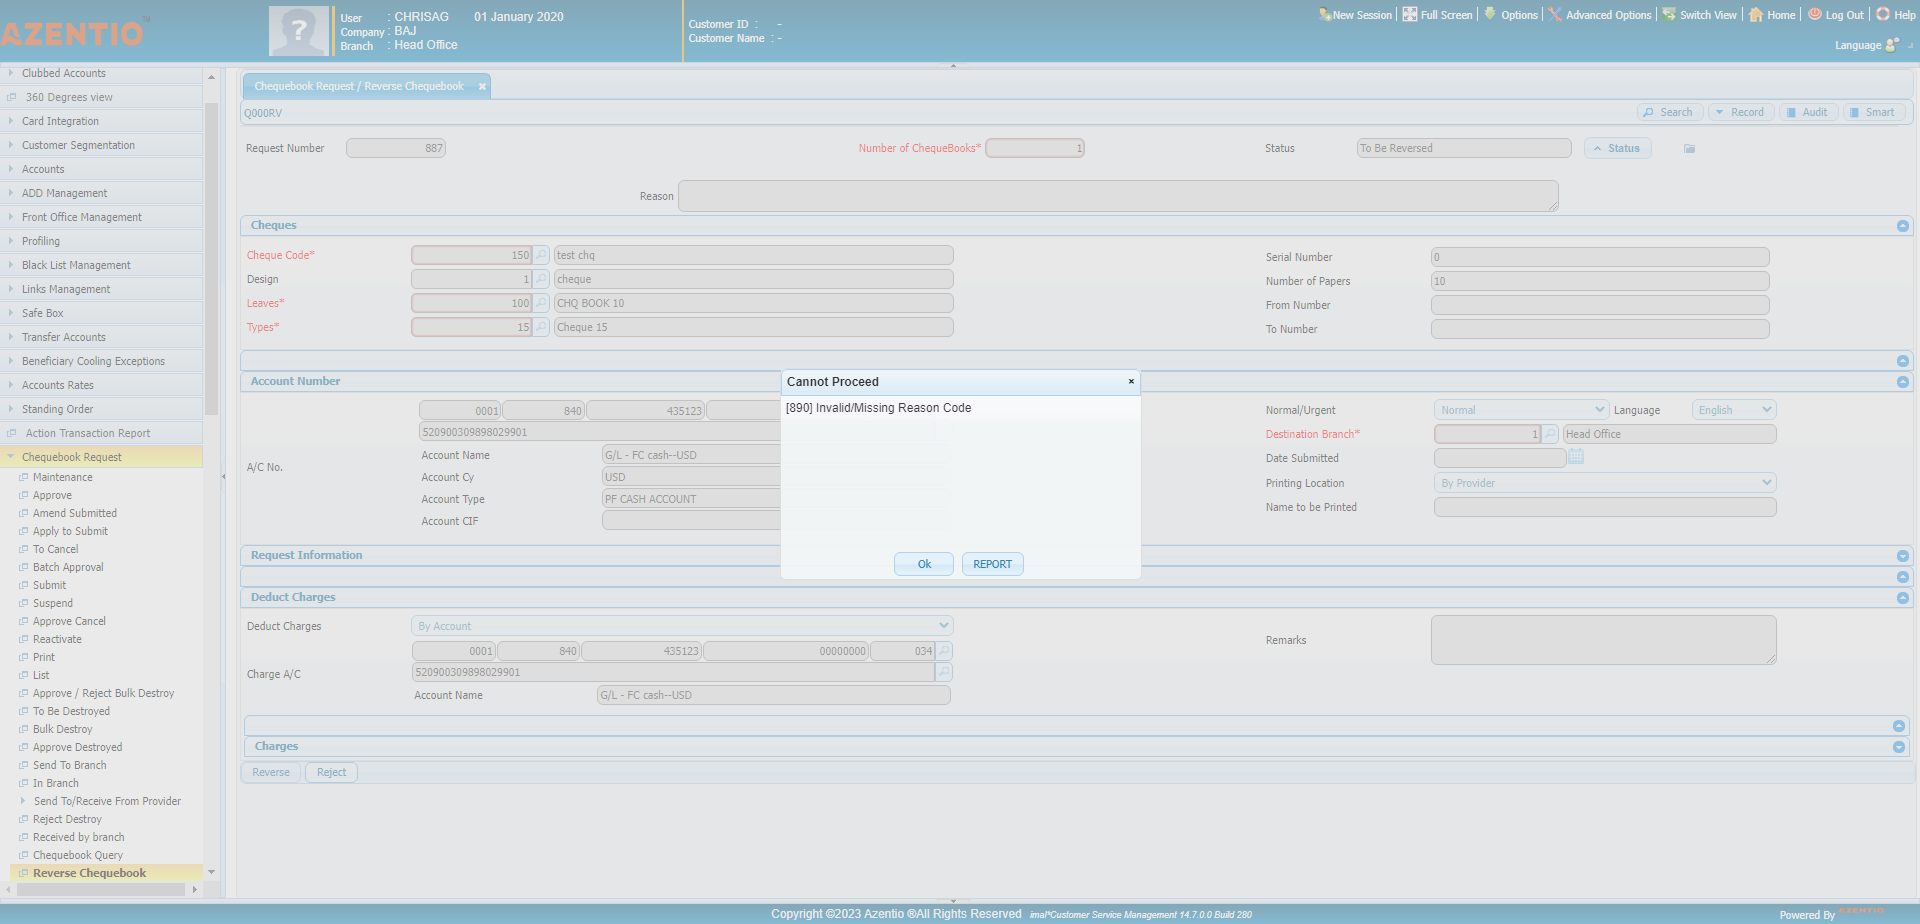 AZENTIO™
User : CHRISAG 01 January 2020
Company : BAJ
Branch : Head Office
Customer ID : -
Customer Name : -
New Session Full Screen Options Advanced Options Switch View Home Log Out Help
Language
Clubbed Accounts
360 Degrees view
Card Integration
Customer Segmentation
Accounts
ADD Management
Front Office Management
Profiling
Black List Management
Links Management
Safe Box
Transfer Accounts
Beneficiary Cooling Exceptions
Accounts Rates
Standing Order
Action Transaction Report
Chequebook Request
Maintenance
Approve
Amend Submitted
Apply to Submit
To Cancel
Batch Approval
Submit
Suspend
Approve Cancel
Reactivate
Print
List
Approve / Reject Bulk Destroy
To Be Destroyed
Bulk Destroy
Approve Destroyed
Send To Branch
In Branch
Send To/Receive From Provider
Reject Destroy
Received by branch
Chequebook Query
Reverse Chequebook
Chequebook Request / Reverse Chequebook
Q000RV
Search Record Audit Smart
Request Number 887 Number of ChequeBooks* 1 Status To Be Reversed Status
Reason
Cheques
Cheque Code* 150 test chq
Design 1 cheque
Leaves* 100 CHQ BOOK 10
Types* 15 Cheque 15
Serial Number 0
Number of Papers 10
From Number
To Number
Account Number
0001 840 435123
520900309898029901
A/C No.
Account Name G/L - FC cash--USD
Account Cy USD
Account Type PF CASH ACCOUNT
Account CIF
Normal/Urgent Normal Language English
Destination Branch* 1 Head Office
Date Submitted
Printing Location By Provider
Name to be Printed
Cannot Proceed
[890] Invalid/Missing Reason Code
Ok REPORT
Request Information
Deduct Charges
Deduct Charges By Account
0001 840 435123 00000000 034
Charge A/C 520900309898029901
Account Name G/L - FC cash--USD
Remarks
Charges
Reverse Reject
Copyright ©2023 Azentio ®All Rights Reserved imal*Customer Service Management 14.7.0.0 Build 280
Powered By AZENTIO